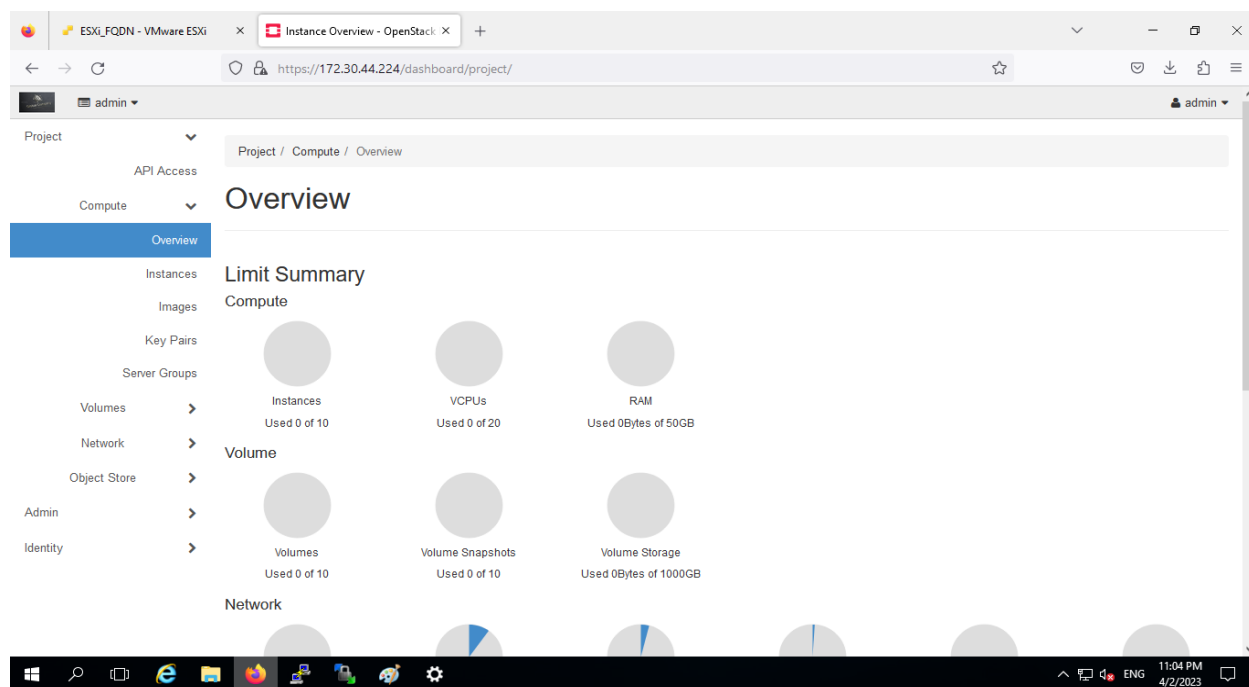 ESXi_FQDN - VMware ESXi
Instance Overview - OpenStack
https://172.30.44.224/dashboard/project/
admin
admin
Project
API Access
Compute
Overview
Instances
Images
Key Pairs
Server Groups
Volumes
Network
Object Store
Admin
Identity
Project / Compute / Overview
Overview
Limit Summary
Compute
Instances VCPUs RAM
Used 0 of 10 Used 0 of 20 Used 0Bytes of 50GB
Volume
Volumes Volume Snapshots Volume Storage
Used 0 of 10 Used 0 of 10 Used 0Bytes of 1000GB
Network
ENG
11:04 PM
4/2/2023